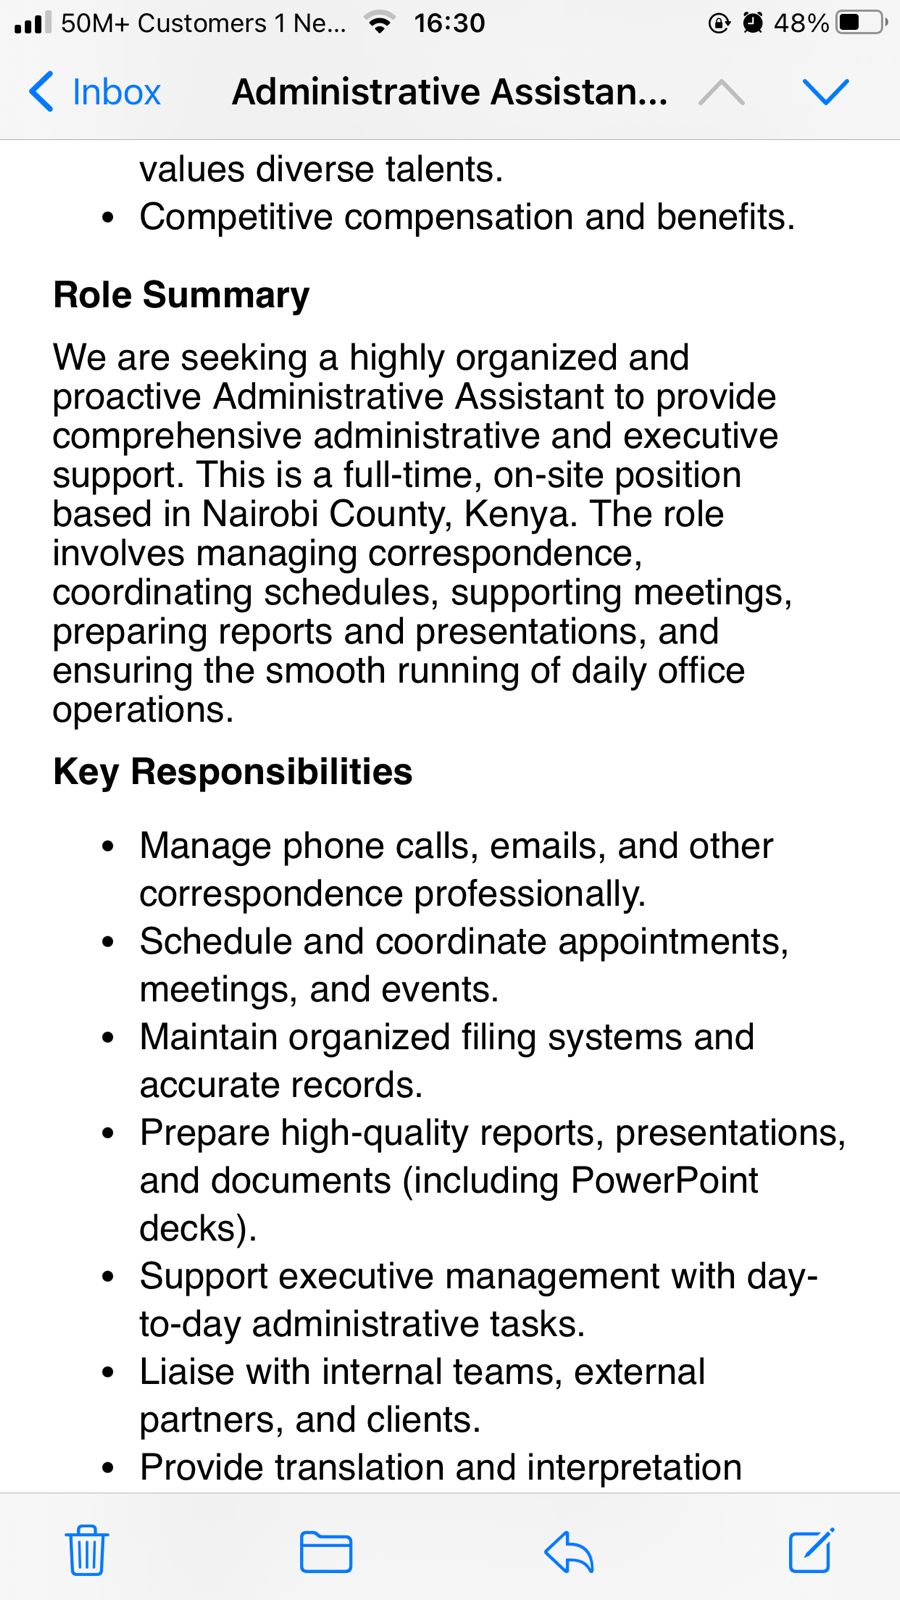 50M+ Customers 1 Ne... 16:30 48%
Inbox Administrative Assistan...
values diverse talents.
• Competitive compensation and benefits.
Role Summary
We are seeking a highly organized and
proactive Administrative Assistant to provide
comprehensive administrative and executive
support. This is a full-time, on-site position
based in Nairobi County, Kenya. The role
involves managing correspondence,
coordinating schedules, supporting meetings,
preparing reports and presentations, and
ensuring the smooth running of daily office
operations.
Key Responsibilities
• Manage phone calls, emails, and other
correspondence professionally.
• Schedule and coordinate appointments,
meetings, and events.
• Maintain organized filing systems and
accurate records.
• Prepare high-quality reports, presentations,
and documents (including PowerPoint
decks).
• Support executive management with day-
to-day administrative tasks.
• Liaise with internal teams, external
partners, and clients.
• Provide translation and interpretation